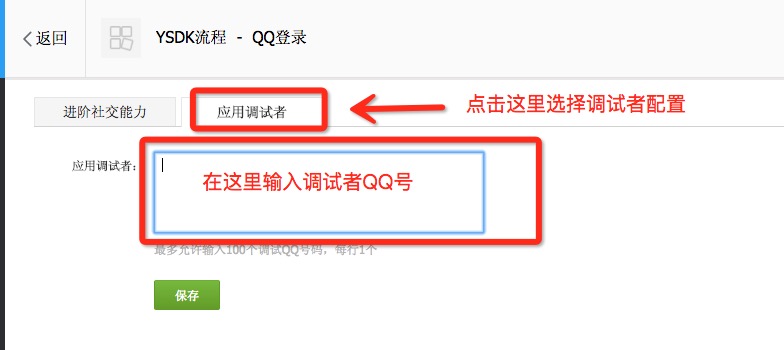 返回
YSDK流程 - QQ登录
进阶社交能力
应用调试者
点击这里选择调试者配置
应用调试者:
在这里输入调试者QQ号
最多允许输入100个调试QQ号码，每行1个
保存